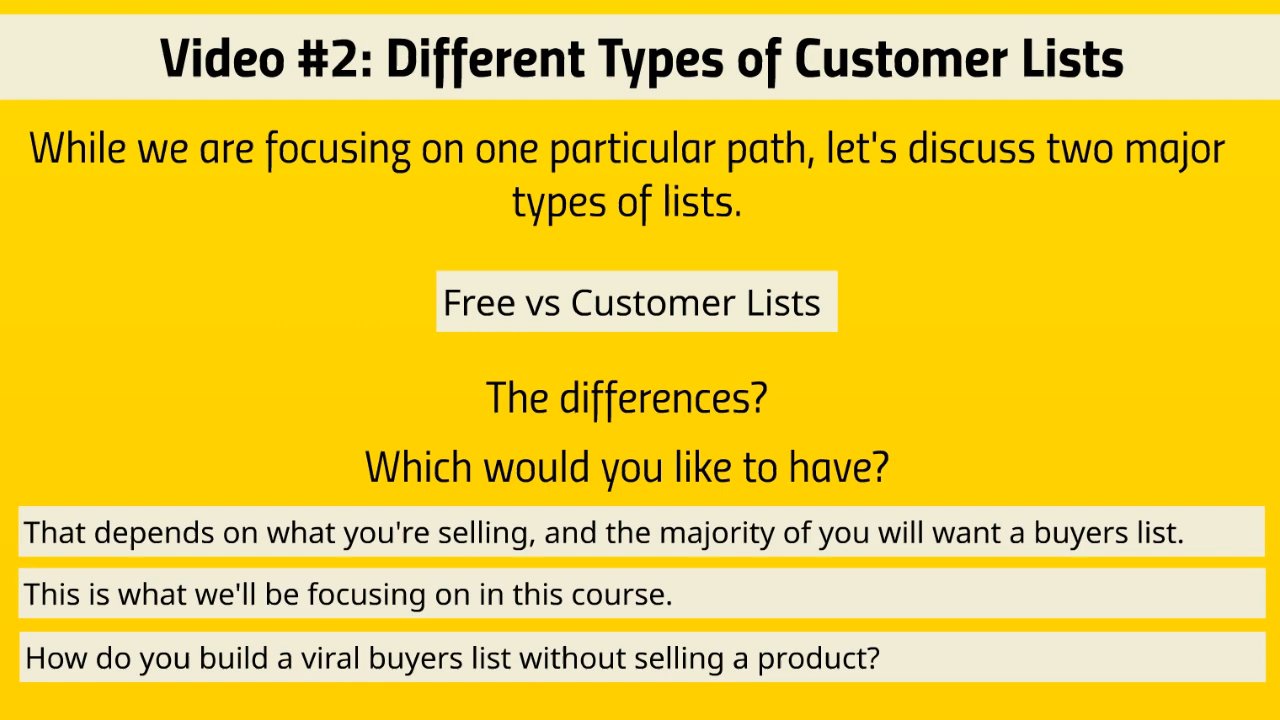 Video #2: Different Types of Customer Lists
While we are focusing on one particular path, let's discuss two major
types of lists.
Free vs Customer Lists
The differences?
Which would you like to have?
That depends on what you're selling, and the majority of you will want a buyers list.
This is what we'll be focusing on in this course.
How do you build a viral buyers list without selling a product?